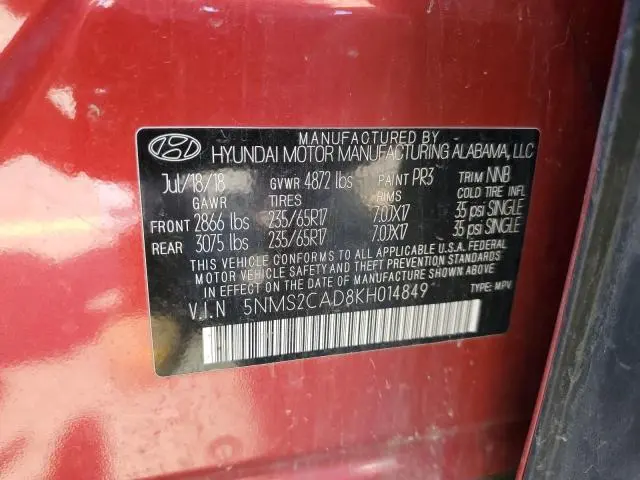 MANUFACTURED BY
HYUNDAI MOTOR MANUFACTURING ALABAMA, LLC
Jul/18/18 GVWR 4872 lbs PAINT PR3 TRIM NNB
GAWR TIRES RIMS COLD TIRE INFL
FRONT 2866 lbs 235/65R17 7.0JX17 35 psi SINGLE
REAR 3075 lbs 235/65R17 7.0JX17 35 psi SINGLE
THIS VEHICLE CONFORMS TO ALL APPLICABLE U.S.A. FEDERAL
MOTOR VEHICLE SAFETY, BUMPER, AND THEFT PREVENTION STANDARDS
IN EFFECT ON THE DATE OF MANUFACTURE SHOWN ABOVE.
V.I.N 5NMS2CAD8KH014849 TYPE: MPV